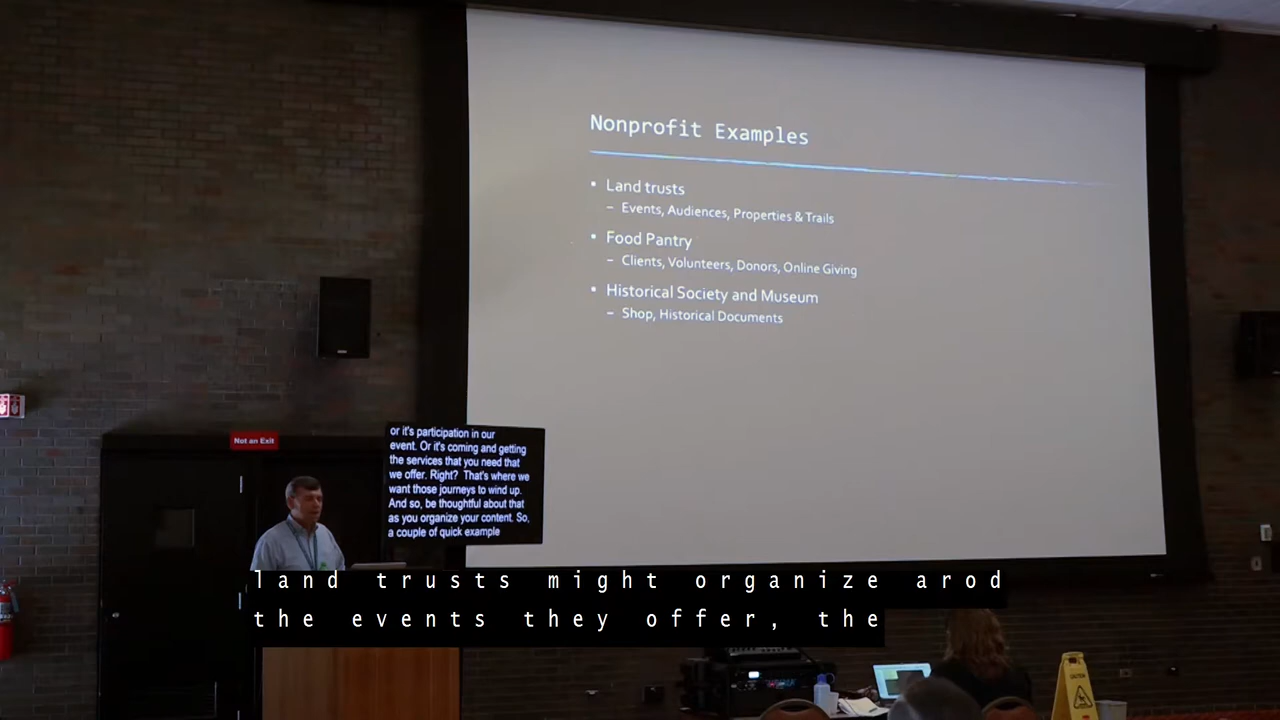 Nonprofit Examples
▪ Land trusts
– Events, Audiences, Properties & Trails
▪ Food Pantry
– Clients, Volunteers, Donors, Online Giving
▪ Historical Society and Museum
– Shop, Historical Documents
Not an Exit
or it's participation in our
event. Or it's coming and getting
the services that you need that
we offer. Right? That's where we
want those journeys to wind up.
And so, be thoughtful about that
as you organize your content. So,
a couple of quick example
land trusts might organize arod
the events they offer, the
CAUTION